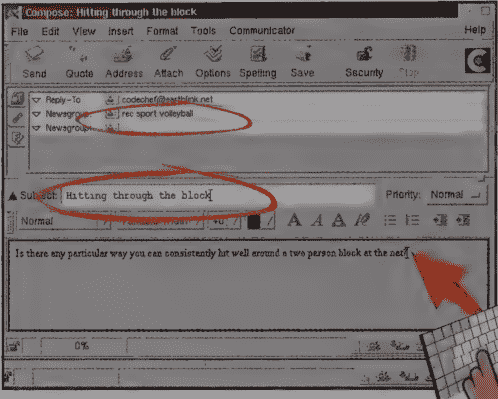 Compose: Hitting through the block
File Edit View Insert Format Tools Communicator Help
Send Quote Address Attach Options Spelling Save Security Stop
Reply-To codechef@earthlink.net
Newsgroup rec sport volleyball
Newsgroup
Subject: Hitting through the block Priority: Normal
Normal
Is there any particular way you can consistently hit well around a two person block at the net
0%